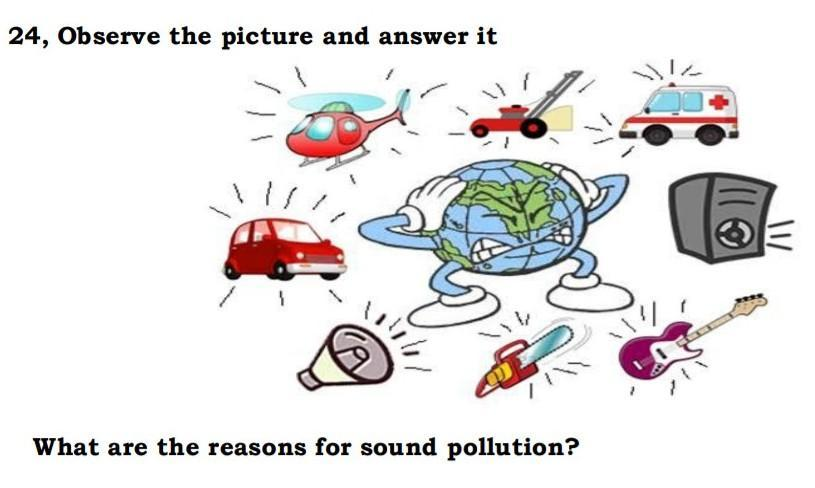 24, Observe the picture and answer it
What are the reasons for sound pollution?